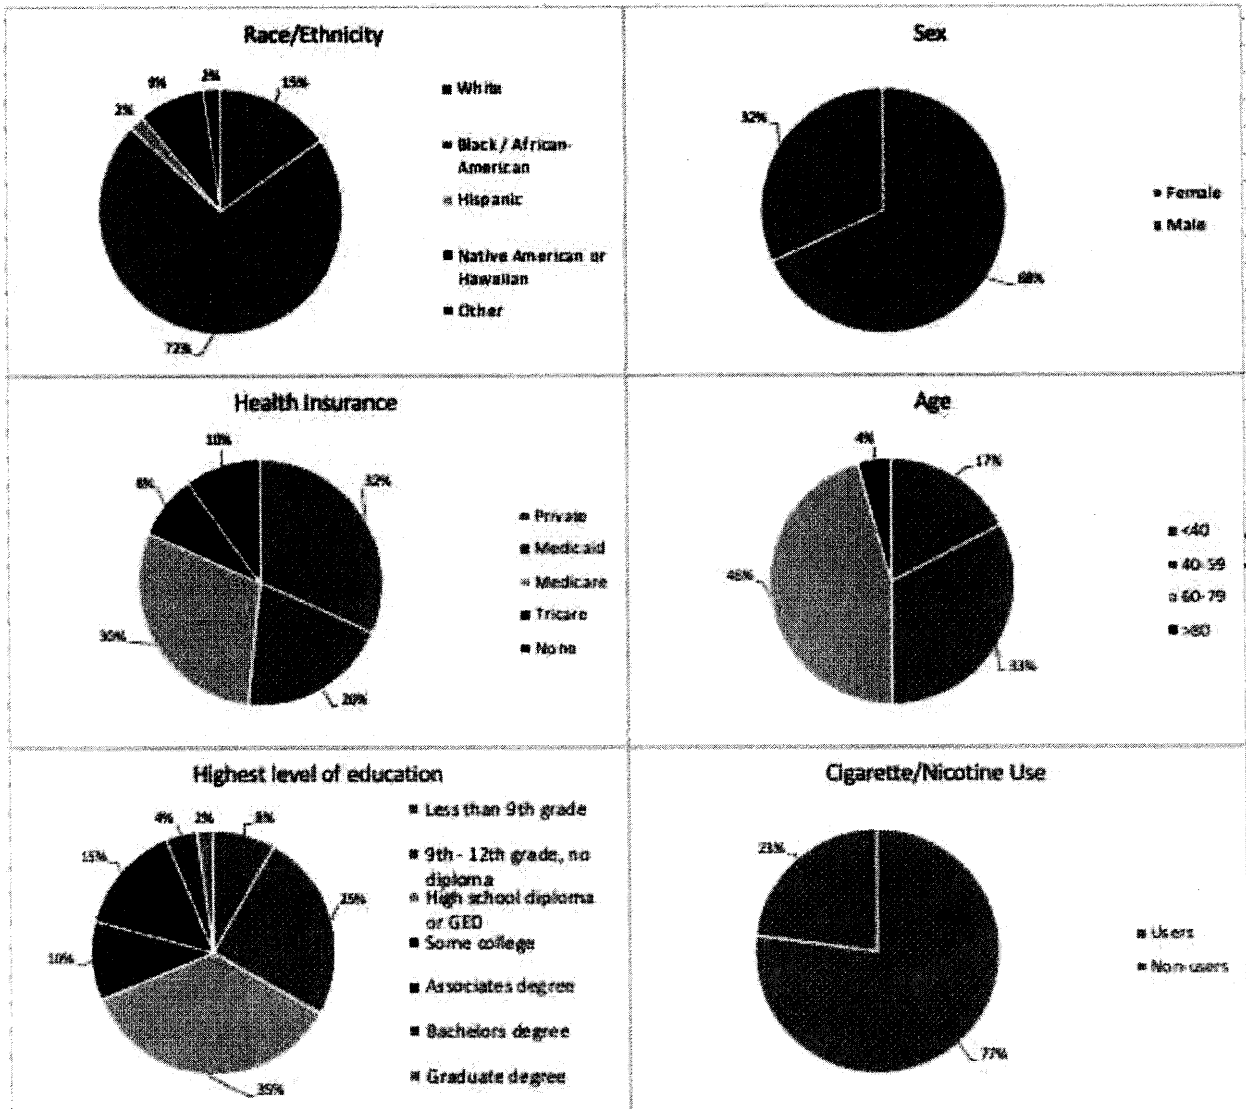 Race/Ethnicity
2%
9%
2%
15%
72%
White
Black / African-
American
Hispanic
Native American or
Hawaiian
Other
Sex
32%
68%
Female
Male
Health Insurance
10%
8%
32%
30%
20%
Private
Medicaid
Medicare
Tricare
None
Age
4%
17%
46%
33%
<40
40-59
60-79
>80
Highest level of education
4%
2%
8%
15%
25%
10%
35%
Less than 9th grade
9th - 12th grade, no
diploma
High school diploma
or GED
Some college
Associates degree
Bachelors degree
Graduate degree
Cigarette/Nicotine Use
23%
77%
Users
Non-users